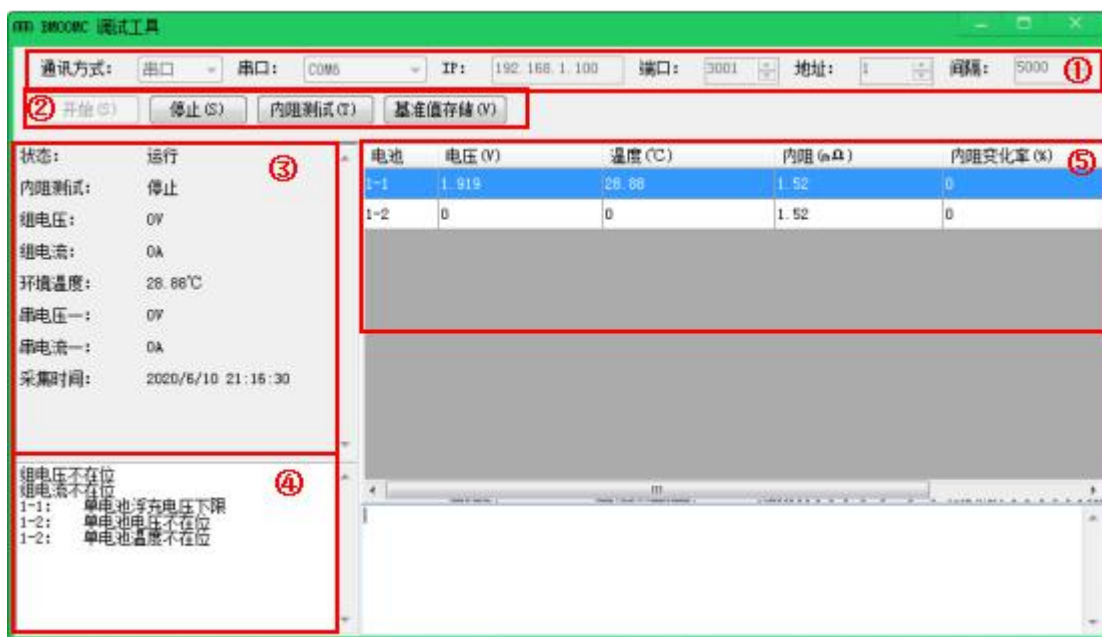 BMOOMC 调试工具
通讯方式: 串口 串口: COM6 IP: 192.168.1.100 端口: 3001 地址: 1 间隔: 5000 ①
② 开始(S) 停止(S) 内阻测试(T) 基准值存储(V)
③
状态: 运行
内阻测试: 停止
组电压: 0V
组电流: 0A
环境温度: 28.88℃
串电压一: 0V
串电流一: 0A
采集时间: 2020/6/10 21:16:30
④
组电压不在位
组电流不在位
1-1: 单电池浮充电压下限
1-2: 单电池电压不在位
1-2: 单电池温度不在位
⑤
电池 电压(V) 温度(℃) 内阻(mΩ) 内阻变化率(%)
1-1 1.919 28.88 1.52 0
1-2 0 0 1.52 0